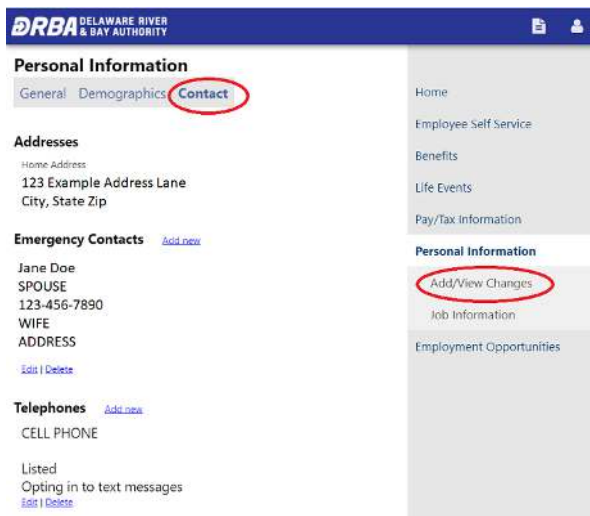 DRBA DELAWARE RIVER
& BAY AUTHORITY
Personal Information
General Demographics Contact
Addresses
Home Address
123 Example Address Lane
City, State Zip
Emergency Contacts Add new
Jane Doe
SPOUSE
123-456-7890
WIFE
ADDRESS
Edit | Delete
Telephones Add new
CELL PHONE
Listed
Opting in to text messages
Edit | Delete
Home
Employee Self Service
Benefits
Life Events
Pay/Tax Information
Personal Information
Add/View Changes
Job Information
Employment Opportunities